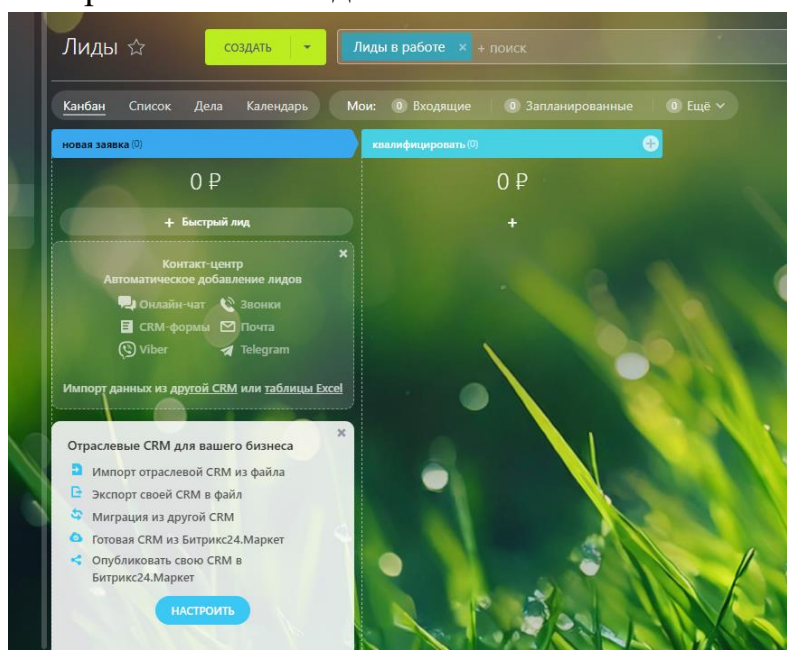 Лиды
СОЗДАТЬ
Лиды в работе × + поиск
Канбан Список Дела Календарь Мои: 0 Входящие 0 Запланированные 0 Ещё
новая заявка (0) квалифицировать (0)
0 ₽ 0 ₽
+ Быстрый лид +
Контакт-центр
Автоматическое добавление лидов
Онлайн-чат Звонки
CRM-формы Почта
Viber Telegram
Импорт данных из другой CRM или таблицы Excel
Отраслевые CRM для вашего бизнеса
Импорт отраслевой CRM из файла
Экспорт своей CRM в файл
Миграция из другой CRM
Готовая CRM из Битрикс24.Маркет
Опубликовать свою CRM в
Битрикс24.Маркет
НАСТРОИТЬ